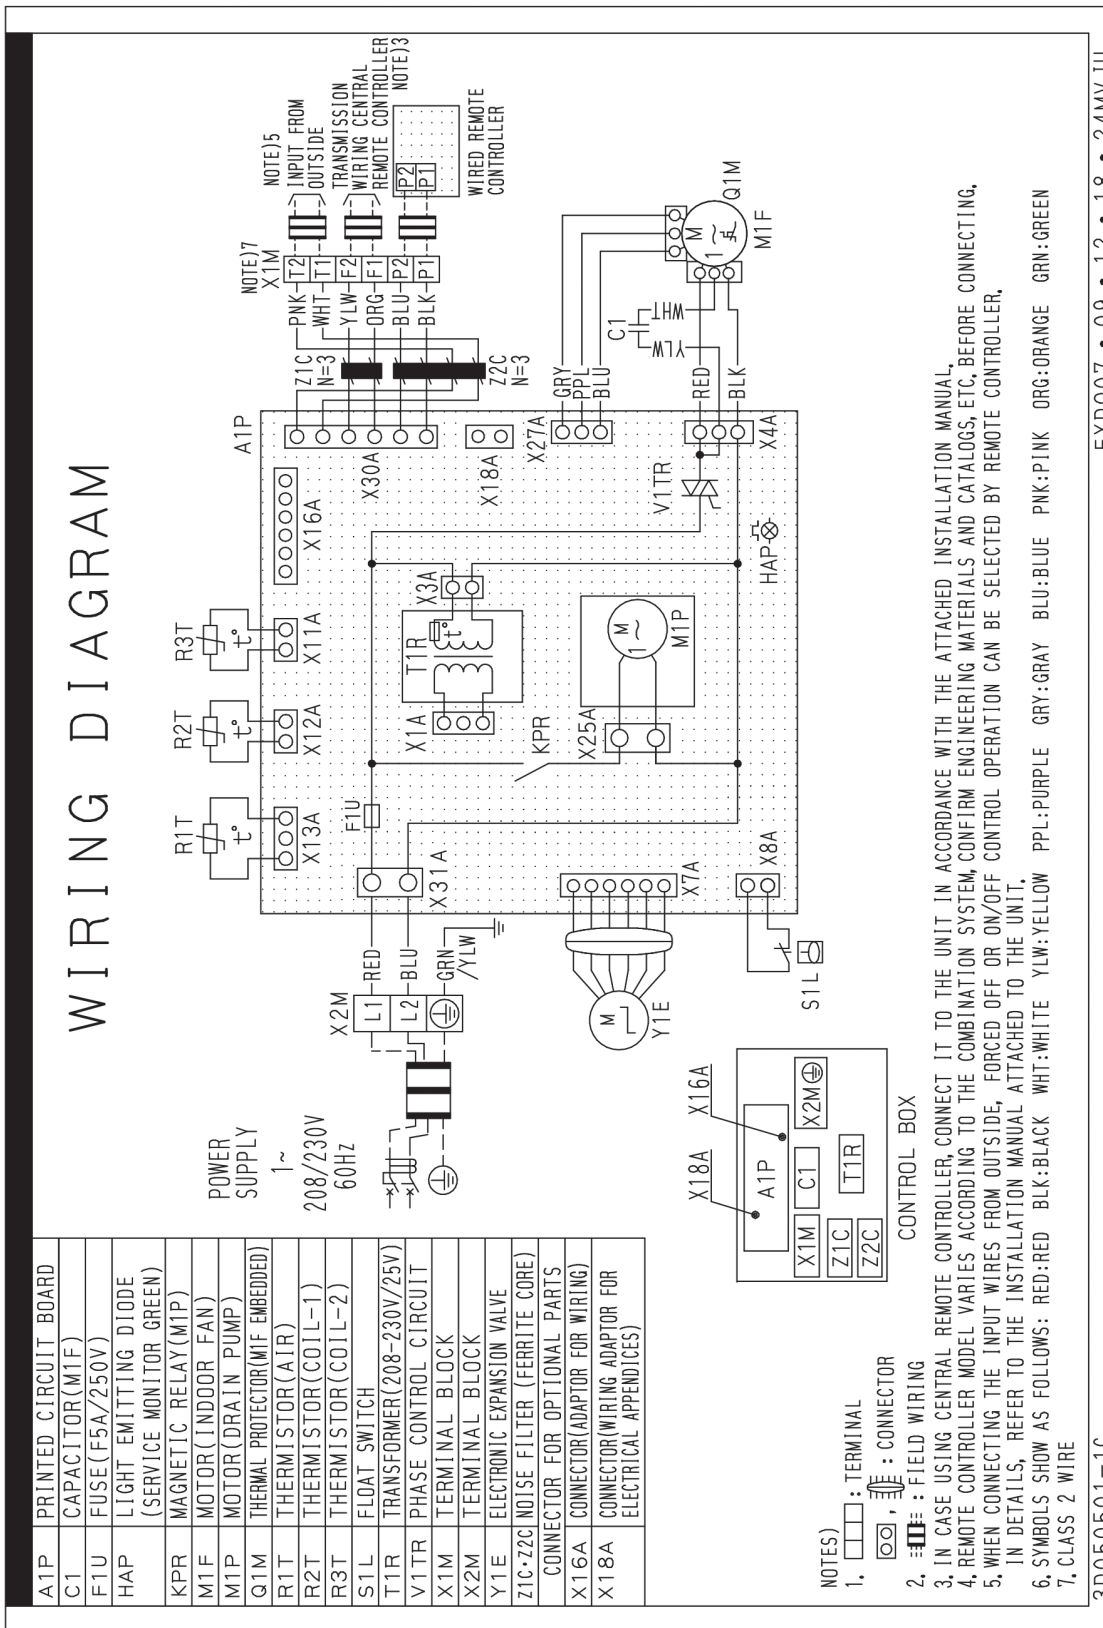 WIRING DIAGRAM
A1P PRINTED CIRCUIT BOARD
C1 CAPACITOR(M1F)
F1U FUSE(F5A/250V)
HAP LIGHT EMITTING DIODE
(SERVICE MONITOR GREEN)
KPR MAGNETIC RELAY(M1P)
M1F MOTOR(INDOOR FAN)
M1P MOTOR(DRAIN PUMP)
Q1M THERMAL PROTECTOR(M1F EMBEDDED)
R1T THERMISTOR(AIR)
R2T THERMISTOR(COIL-1)
R3T THERMISTOR(COIL-2)
S1L FLOAT SWITCH
T1R TRANSFORMER(208-230V/25V)
V1TR PHASE CONTROL CIRCUIT
X1M TERMINAL BLOCK
X2M TERMINAL BLOCK
Y1E ELECTRONIC EXPANSION VALVE
Z1C•Z2C NOISE FILTER (FERRITE CORE)
CONNECTOR FOR OPTIONAL PARTS
X16A CONNECTOR(ADAPTOR FOR WIRING)
X18A CONNECTOR(WIRING ADAPTOR FOR
ELECTRICAL APPENDICES)
POWER
SUPPLY
1~
208/230V
60Hz
X2M
L1
L2
RED
BLU
GRN
/YLW
X31A
F1U
R1T
t°
X13A
R2T
t°
X12A
R3T
t°
X11A
X16A
A1P
X30A
X18A
X27A
X4A
X1A
T1R
t°
X3A
KPR
X25A
M
1~
M1P
V1TR
HAP
X7A
M
Y1E
X8A
S1L
Z1C
N=3
Z2C
N=3
PNK
WHT
YLW
ORG
BLU
BLK
NOTE)7
X1M
T2
T1
F2
F1
P2
P1
NOTE)5
INPUT FROM
OUTSIDE
TRANSMISSION
WIRING CENTRAL
REMOTE CONTROLLER
NOTE)3
P2
P1
WIRED REMOTE
CONTROLLER
GRY
PPL
BLU
C1
YLW
WHT
RED
BLK
M
1~
Q1M
M1F
X18A
X16A
A1P
X1M
C1
X2M
Z1C
T1R
Z2C
CONTROL BOX
NOTES)
1. : TERMINAL
, : CONNECTOR
2. : FIELD WIRING
3. IN CASE USING CENTRAL REMOTE CONTROLLER, CONNECT IT TO THE UNIT IN ACCORDANCE WITH THE ATTACHED INSTALLATION MANUAL.
4. REMOTE CONTROLLER MODEL VARIES ACCORDING TO THE COMBINATION SYSTEM, CONFIRM ENGINEERING MATERIALS AND CATALOGS, ETC. BEFORE CONNECTING.
5. WHEN CONNECTING THE INPUT WIRES FROM OUTSIDE, FORCED OFF OR ON/OFF CONTROL OPERATION CAN BE SELECTED BY REMOTE CONTROLLER.
IN DETAILS, REFER TO THE INSTALLATION MANUAL ATTACHED TO THE UNIT.
6. SYMBOLS SHOW AS FOLLOWS: RED:RED BLK:BLACK WHT:WHITE YLW:YELLOW PPL:PURPLE GRY:GRAY BLU:BLUE PNK:PINK ORG:ORANGE GRN:GREEN
7. CLASS 2 WIRE